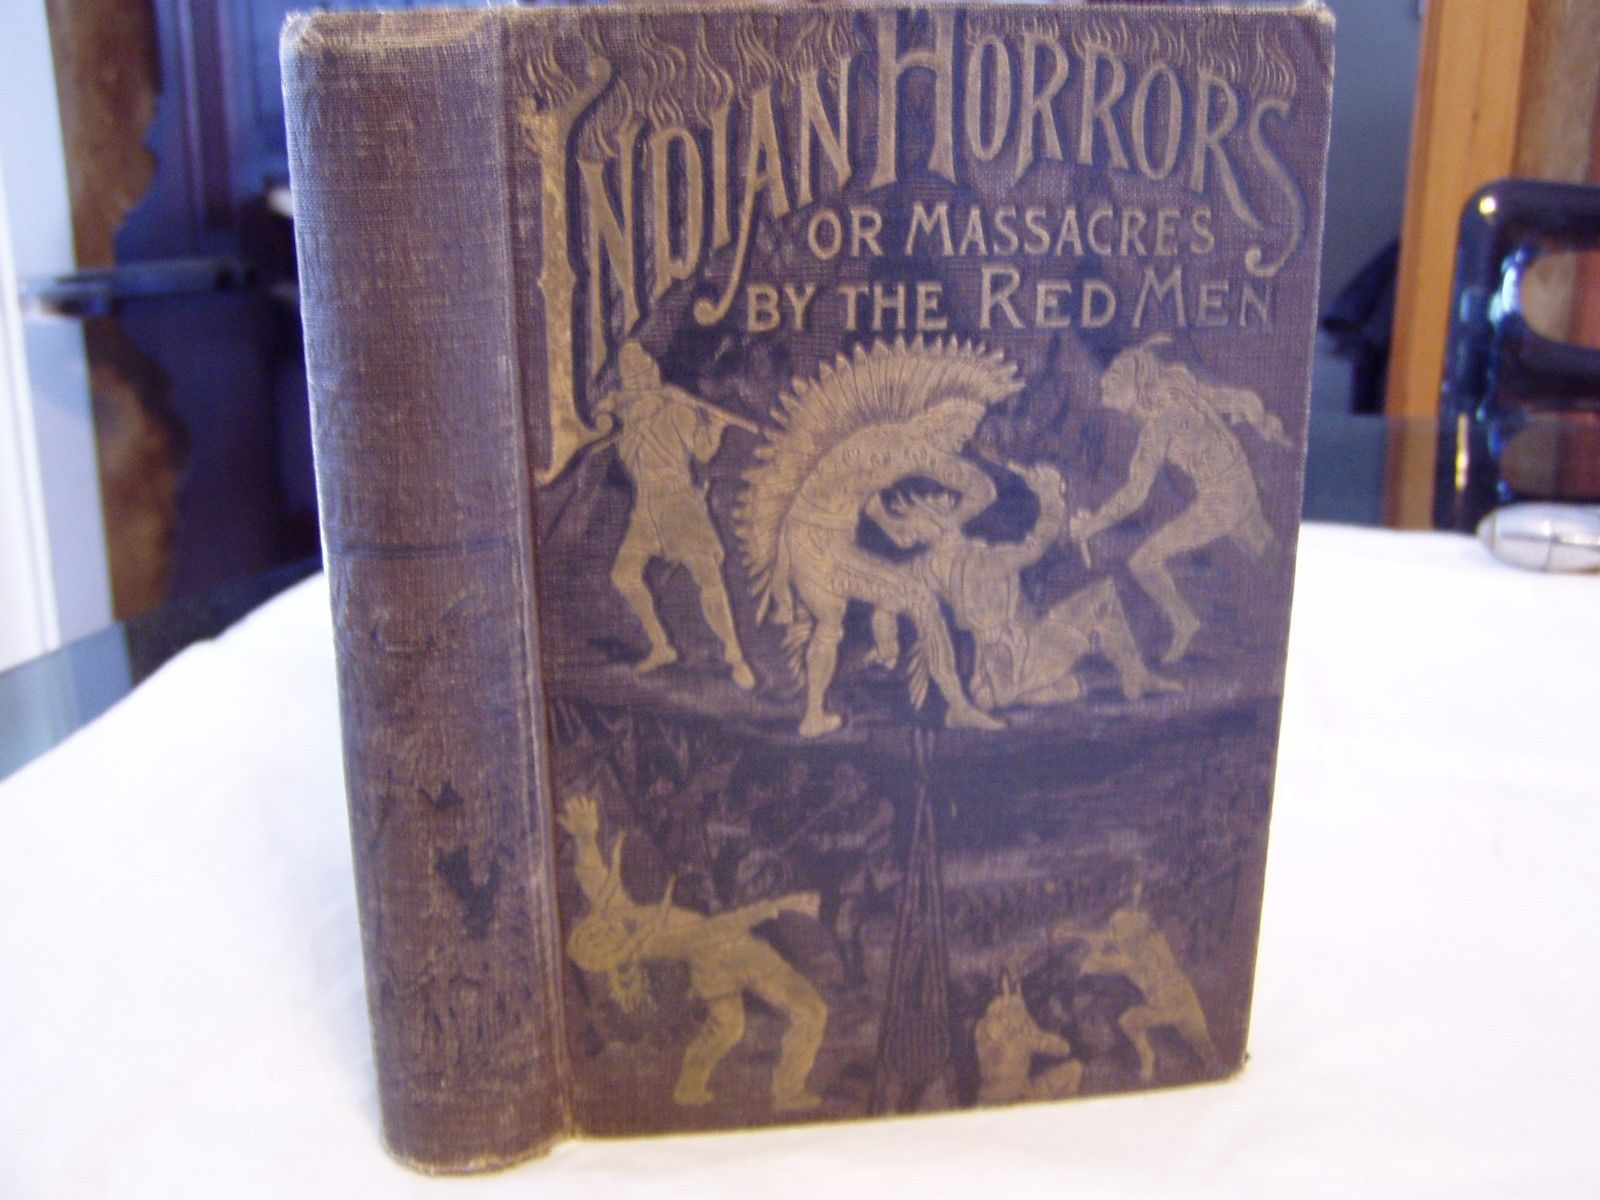 INDIAN HORRORS
OR MASSACRES
BY THE RED MEN